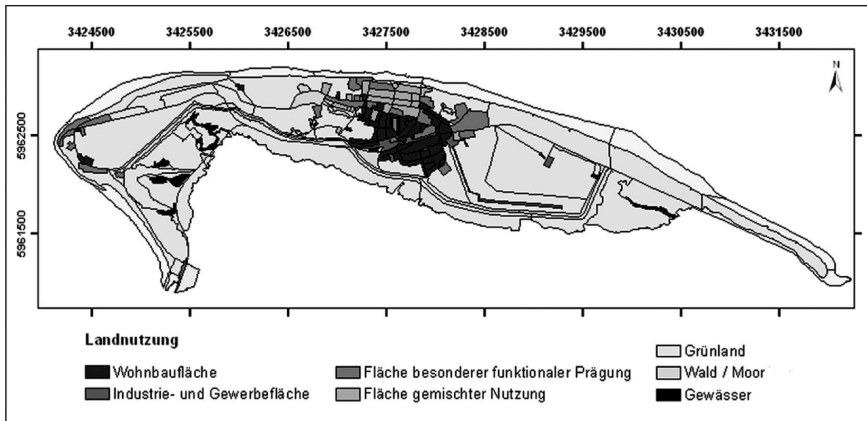 3424500 3425500 3426500 3427500 3428500 3429500 3430500 3431500
N
5962500
5961500
Landnutzung
Wohnbaufläche
Industrie- und Gewerbefläche
Fläche besonderer funktionaler Prägung
Fläche gemischter Nutzung
Grünland
Wald / Moor
Gewässer